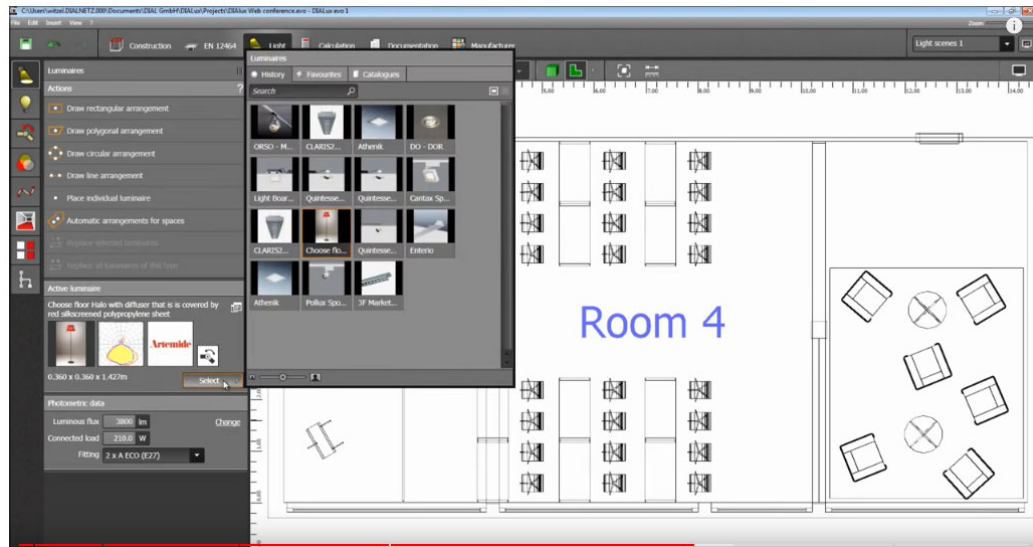 C:\Users\witzel.DIALNETZ.000\Documents\DIAL GmbH\DIALux\Projects\DIAlux Web conference.evo - DIALux evo 1
File Edit Insert View ?
Zoom
Construction
EN 12464
Light
Calculation
Documentation
Manufacturer
Light scenes 1
Luminaires
Actions
?
Draw rectangular arrangement
Draw polygonal arrangement
Draw circular arrangement
Draw line arrangement
Place individual luminaire
Automatic arrangements for spaces
Replace selected luminaires
Replace all luminaires of this type
Active luminaire
Choose floor Halo with diffuser that is is covered by
red silkscreened polypropylene sheet
Artemide
0.360 x 0.360 x 1.427m
Select
Photometric data
Luminous flux 3800 lm Change
Connected load 210.0 W
Fitting 2 x A ECO (E27)
Luminaires
History Favourites Catalogues
Search
ORSO - M... CLARIS2... Athenik DO - DOR
Light Boar... Quintesse... Quintesse... Cantax Sp...
CLARIS2... Choose flo... Quintesse... Enterio
Athenik Pollux Spo... 3F Market...
Room 4